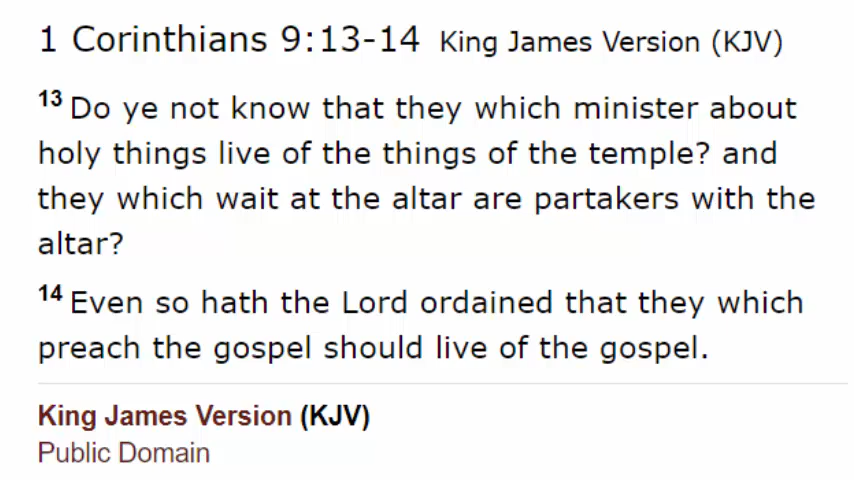 1 Corinthians 9:13-14 King James Version (KJV)
13 Do ye not know that they which minister about
holy things live of the things of the temple? and
they which wait at the altar are partakers with the
altar?
14 Even so hath the Lord ordained that they which
preach the gospel should live of the gospel.
King James Version (KJV)
Public Domain